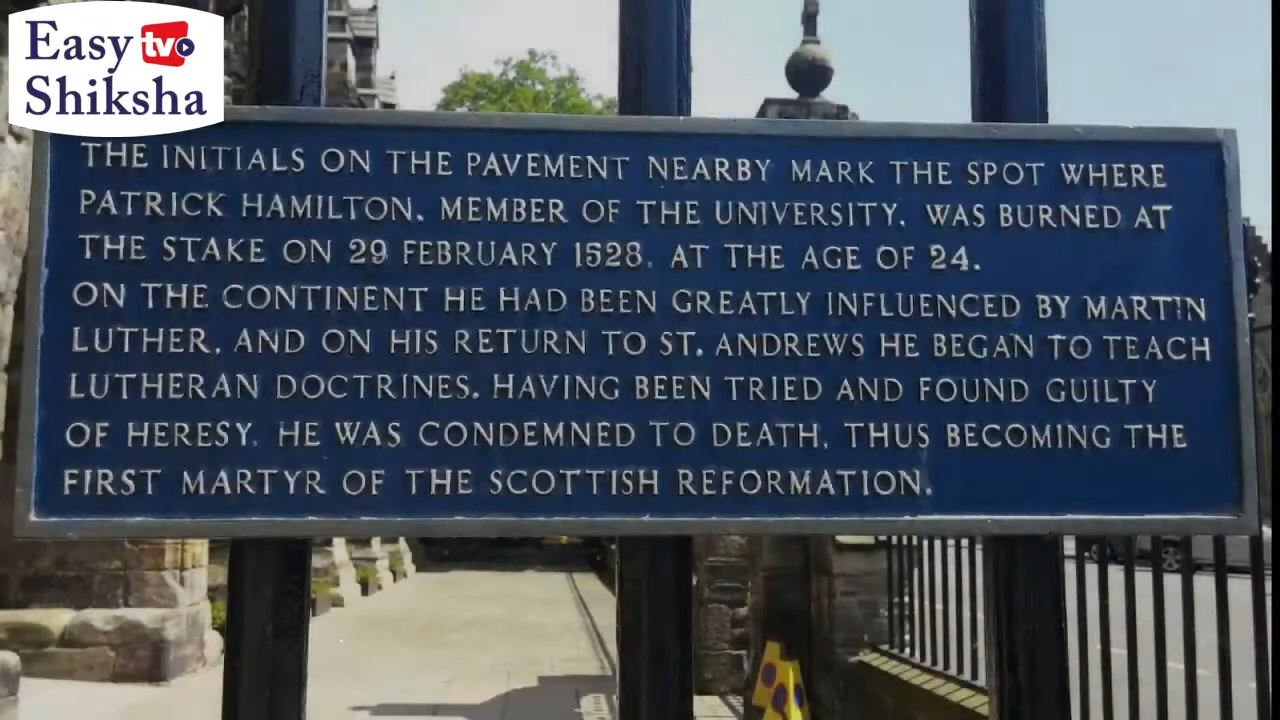 Easy tv
Shiksha
THE INITIALS ON THE PAVEMENT NEARBY MARK THE SPOT WHERE
PATRICK HAMILTON, MEMBER OF THE UNIVERSITY, WAS BURNED AT
THE STAKE ON 29 FEBRUARY 1528, AT THE AGE OF 24.
ON THE CONTINENT HE HAD BEEN GREATLY INFLUENCED BY MARTIN
LUTHER, AND ON HIS RETURN TO ST. ANDREWS HE BEGAN TO TEACH
LUTHERAN DOCTRINES. HAVING BEEN TRIED AND FOUND GUILTY
OF HERESY, HE WAS CONDEMNED TO DEATH, THUS BECOMING THE
FIRST MARTYR OF THE SCOTTISH REFORMATION.